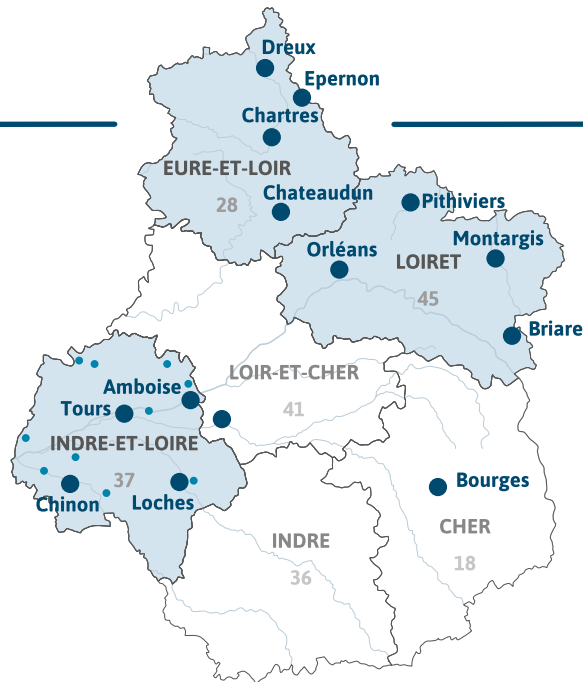 Dreux
Epernon
Chartres
EURE-ET-LOIR
28
Chateaudun
Pithiviers
Montargis
Orléans
LOIRET
45
Briare
LOIR-ET-CHER
41
Amboise
Tours
INDRE-ET-LOIRE
37
Chinon
Loches
Bourges
CHER
18
INDRE
36